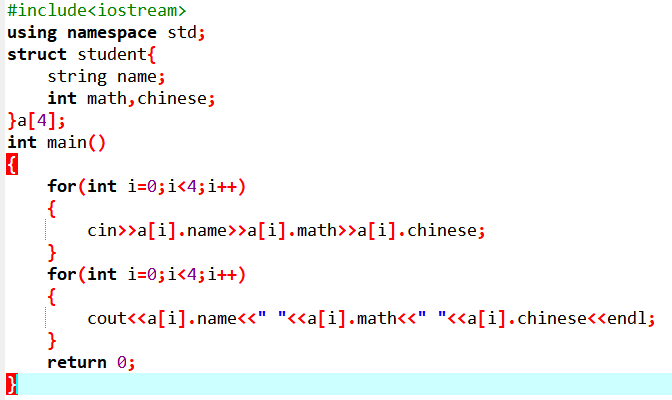 #include<iostream>
using namespace std;
struct student{
    string name;
    int math,chinese;
}a[4];
int main()
{
    for(int i=0;i<4;i++)
    {
        cin>>a[i].name>>a[i].math>>a[i].chinese;
    }
    for(int i=0;i<4;i++)
    {
        cout<<a[i].name<<" "<<a[i].math<<" "<<a[i].chinese<<endl;
    }
    return 0;
}